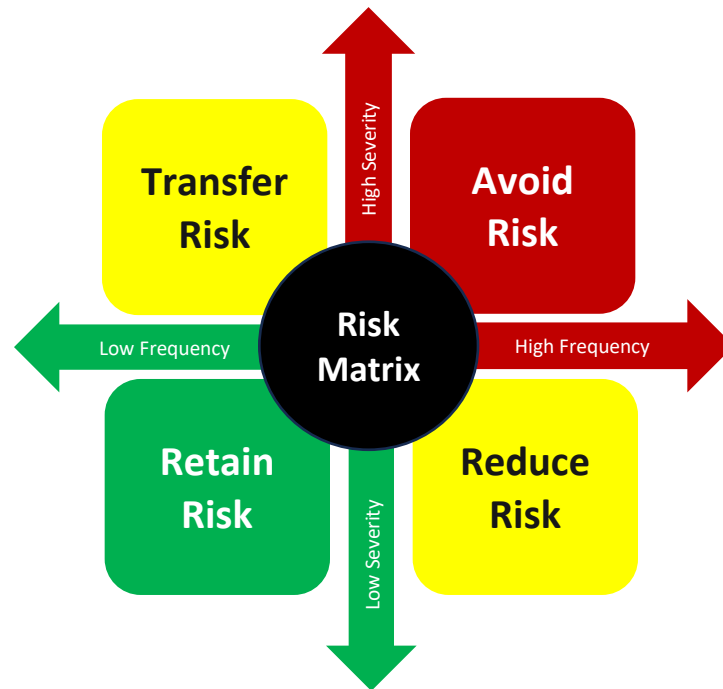 High Severity
Transfer
Risk
Avoid
Risk
Low Frequency
Risk
Matrix
High Frequency
Retain
Risk
Reduce
Risk
Low Severity